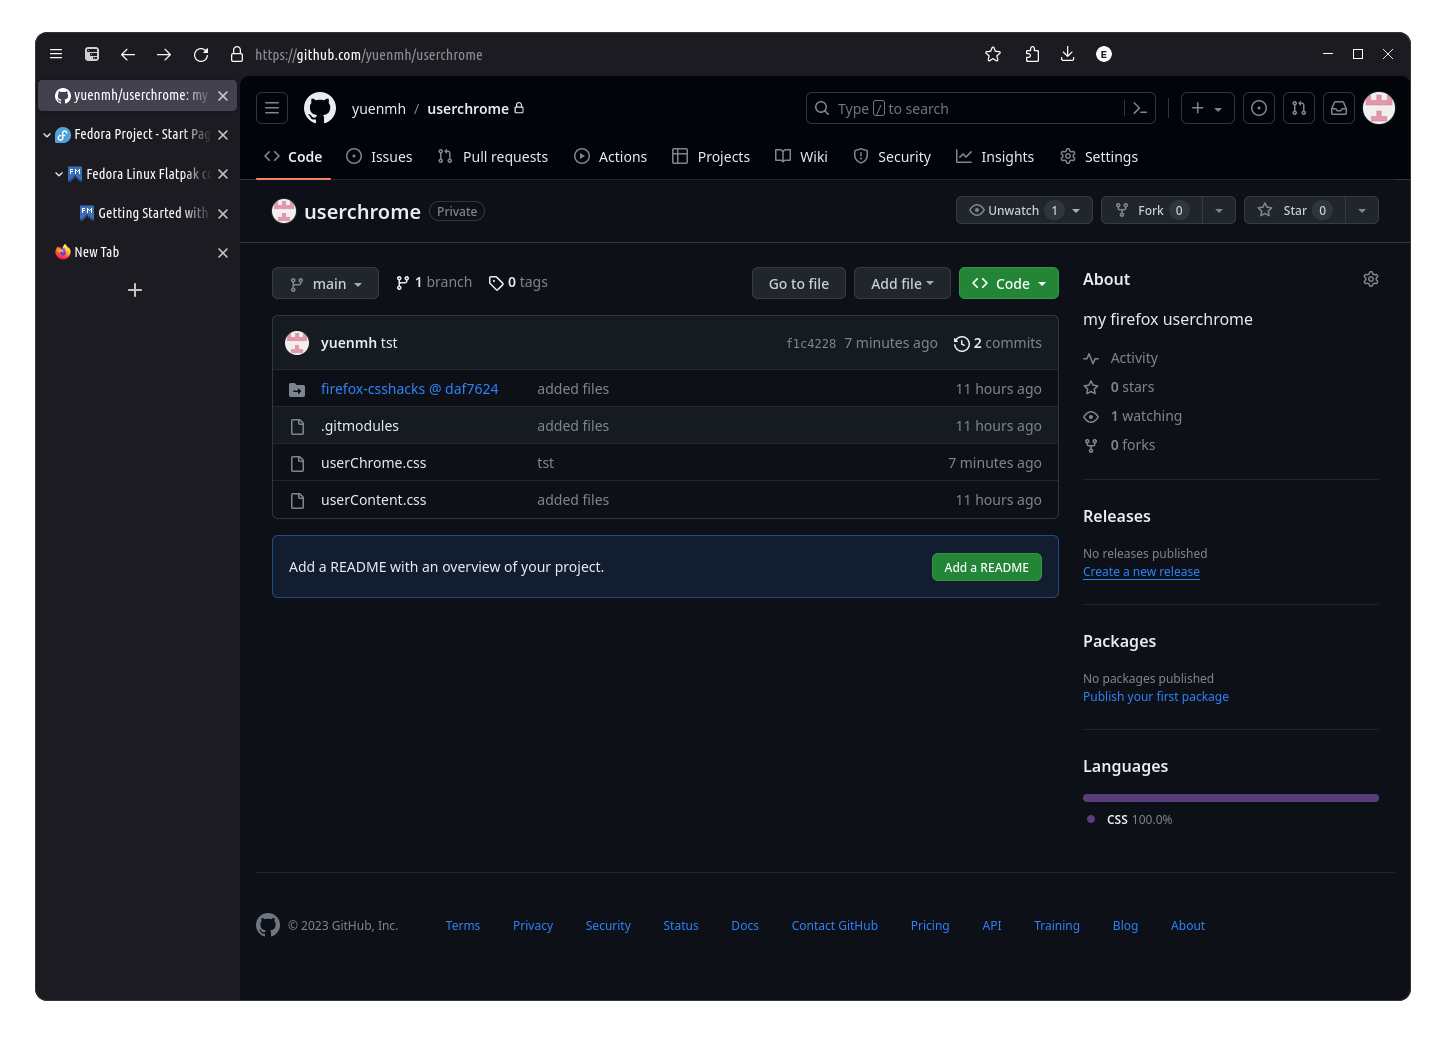 https://github.com/yuenmh/userchrome
E
yuenmh/userchrome: my
Fedora Project - Start Pag
Fedora Linux Flatpak c
Getting Started with
New Tab
yuenmh / userchrome
Type / to search
Code Issues Pull requests Actions Projects Wiki Security Insights Settings
userchrome Private
Unwatch 1 Fork 0 Star 0
main 1 branch 0 tags
Go to file Add file Code
yuenmh tst f1c4228 7 minutes ago 2 commits
firefox-csshacks @ daf7624 added files 11 hours ago
.gitmodules added files 11 hours ago
userChrome.css tst 7 minutes ago
userContent.css added files 11 hours ago
Add a README with an overview of your project. Add a README
About
my firefox userchrome
Activity
0 stars
1 watching
0 forks
Releases
No releases published
Create a new release
Packages
No packages published
Publish your first package
Languages
CSS 100.0%
© 2023 GitHub, Inc. Terms Privacy Security Status Docs Contact GitHub Pricing API Training Blog About